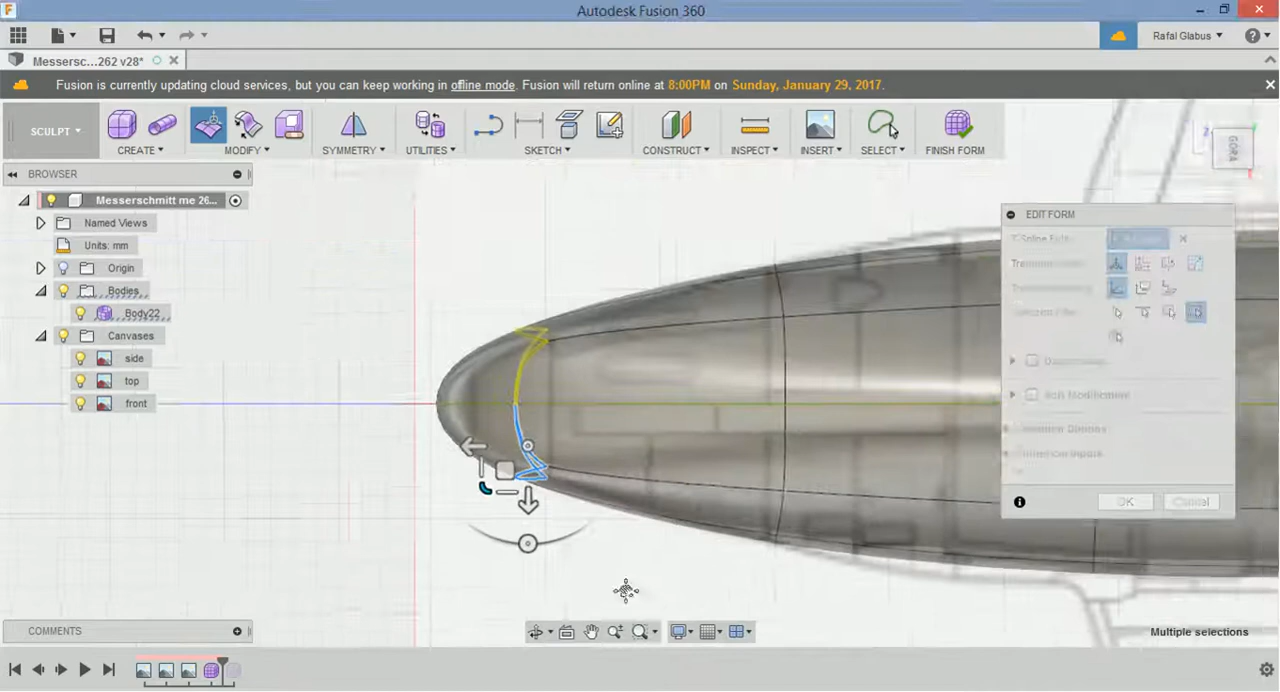 Autodesk Fusion 360
Rafal Glabus
Messersc...262 v28*
Fusion is currently updating cloud services, but you can keep working in offline mode. Fusion will return online at 8:00PM on Sunday, January 29, 2017.
SCULPT
CREATE
MODIFY
SYMMETRY
UTILITIES
SKETCH
CONSTRUCT
INSPECT
INSERT
SELECT
FINISH FORM
GÓRA
BROWSER
Messerschmitt me 26...
Named Views
Units: mm
Origin
Bodies
Body22
Canvases
side
top
front
EDIT FORM
Soft Modification
OK
Cancel
COMMENTS
Multiple selections